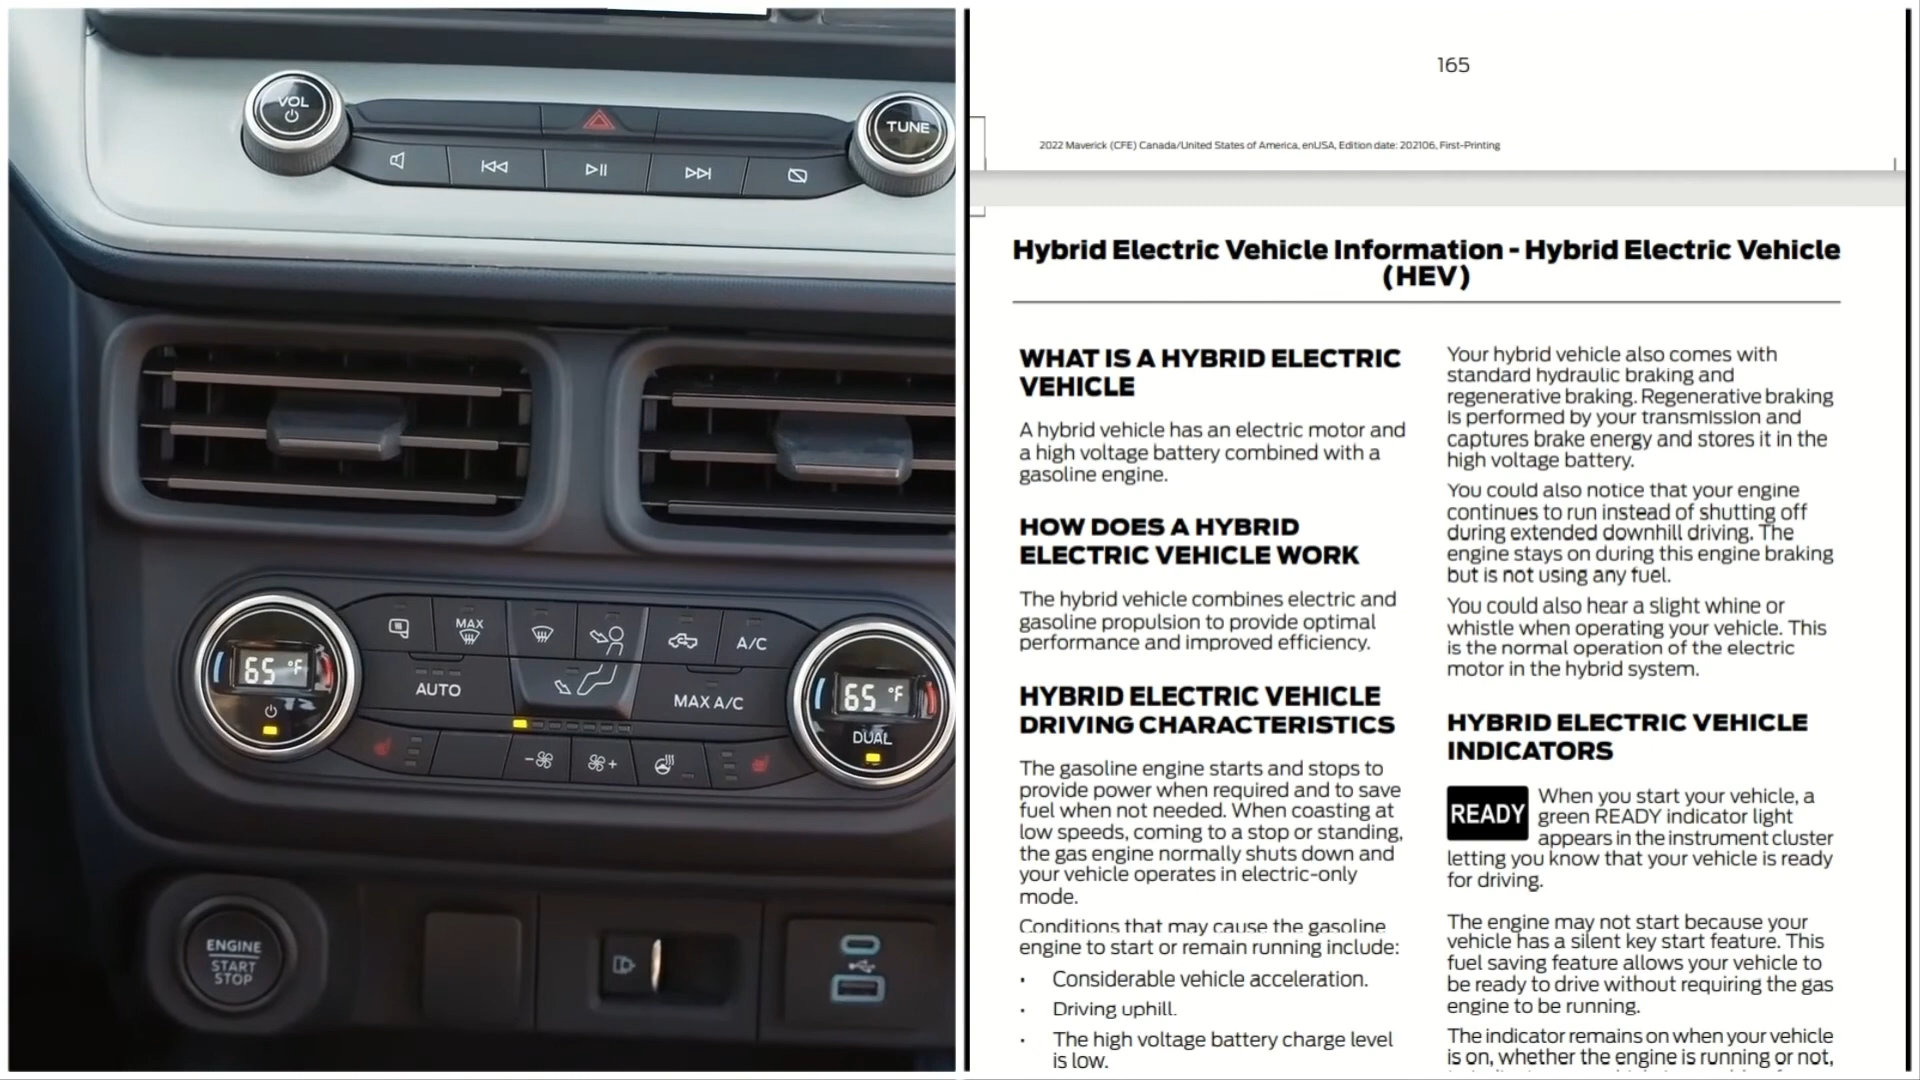 VOL
TUNE
65 °F
MAX
A/C
AUTO
MAX A/C
65 °F
DUAL
ENGINE
START
STOP
165
2022 Maverick (CFE) Canada/United States of America, enUSA, Edition date: 202106, First-Printing
Hybrid Electric Vehicle Information - Hybrid Electric Vehicle
(HEV)
WHAT IS A HYBRID ELECTRIC
VEHICLE
A hybrid vehicle has an electric motor and
a high voltage battery combined with a
gasoline engine.
HOW DOES A HYBRID
ELECTRIC VEHICLE WORK
The hybrid vehicle combines electric and
gasoline propulsion to provide optimal
performance and improved efficiency.
HYBRID ELECTRIC VEHICLE
DRIVING CHARACTERISTICS
The gasoline engine starts and stops to
provide power when required and to save
fuel when not needed. When coasting at
low speeds, coming to a stop or standing,
the gas engine normally shuts down and
your vehicle operates in electric-only
mode.
Conditions that may cause the gasoline
engine to start or remain running include:
· Considerable vehicle acceleration.
· Driving uphill.
· The high voltage battery charge level
is low.
Your hybrid vehicle also comes with
standard hydraulic braking and
regenerative braking. Regenerative braking
is performed by your transmission and
captures brake energy and stores it in the
high voltage battery.
You could also notice that your engine
continues to run instead of shutting off
during extended downhill driving. The
engine stays on during this engine braking
but is not using any fuel.
You could also hear a slight whine or
whistle when operating your vehicle. This
is the normal operation of the electric
motor in the hybrid system.
HYBRID ELECTRIC VEHICLE
INDICATORS
READY
When you start your vehicle, a
green READY indicator light
appears in the instrument cluster
letting you know that your vehicle is ready
for driving.
The engine may not start because your
vehicle has a silent key start feature. This
fuel saving feature allows your vehicle to
be ready to drive without requiring the gas
engine to be running.
The indicator remains on when your vehicle
is on, whether the engine is running or not,